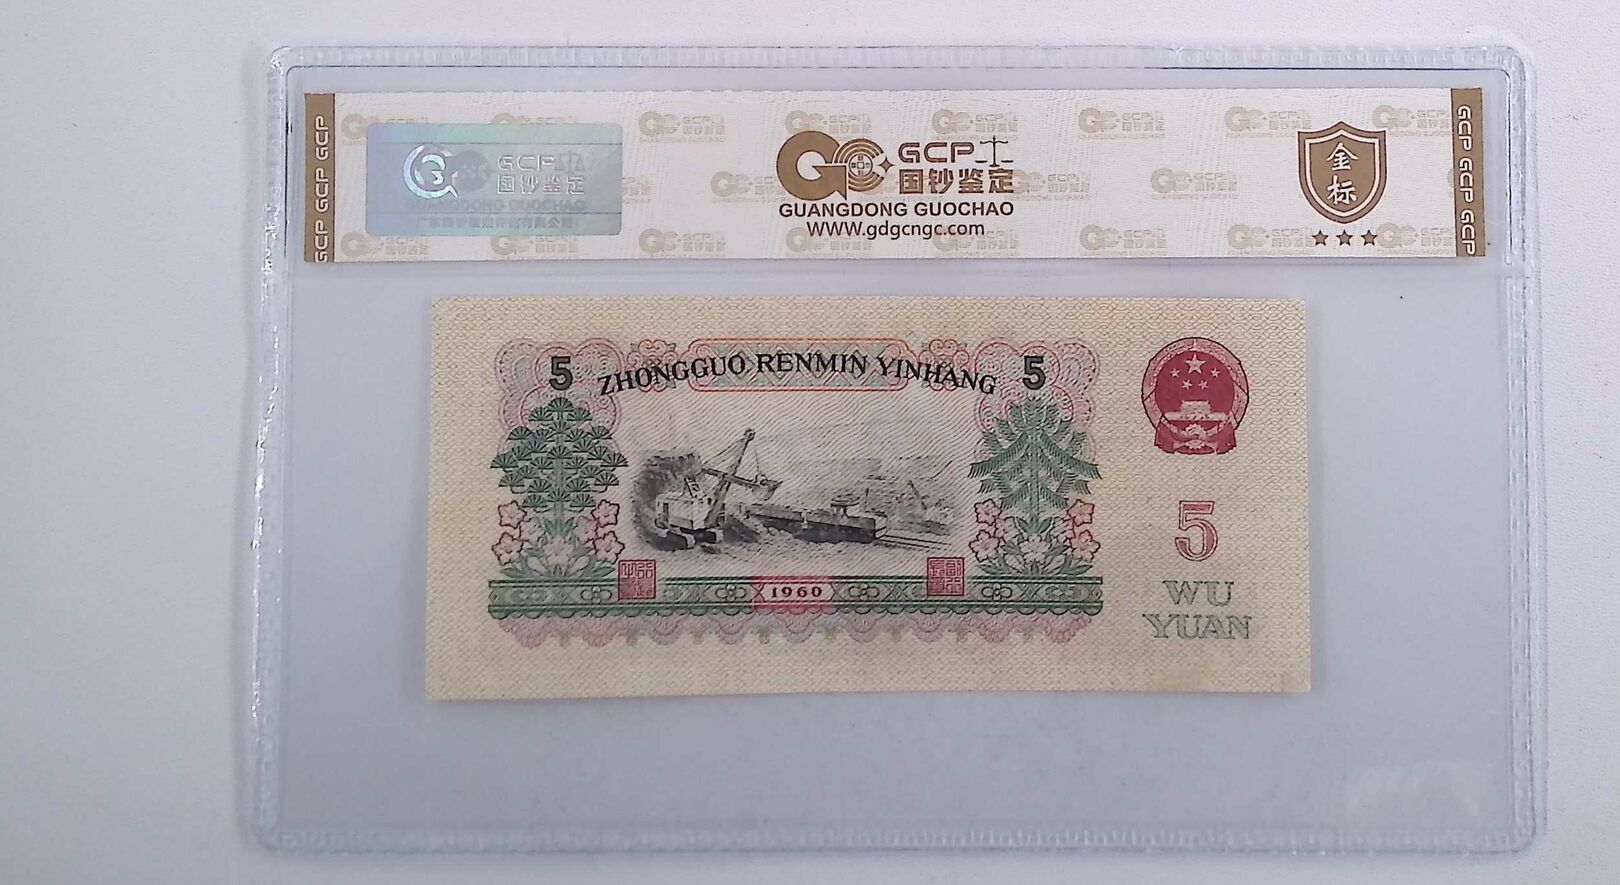 GCP GCP GCP
GCP
国钞鉴定
GUANGDONG GUOCHAO
GCP
国钞鉴定
GUANGDONG GUOCHAO
WWW.gdgcngc.com
金
标
GCP GCP GCP
5 ZHONGGUO RENMIN YINHANG 5
1960
5
WU
YUAN